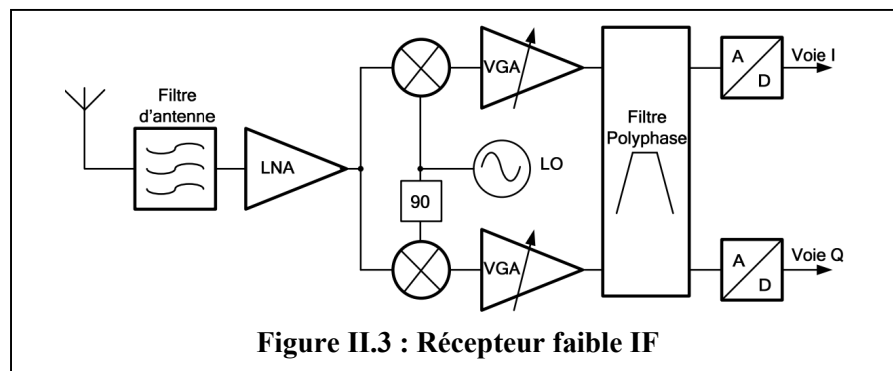 Filtre
d'antenne
LNA
VGA
LO
90
VGA
Filtre
Polyphase
A
D
Voie I
A
D
Voie Q
Figure II.3 : Récepteur faible IF